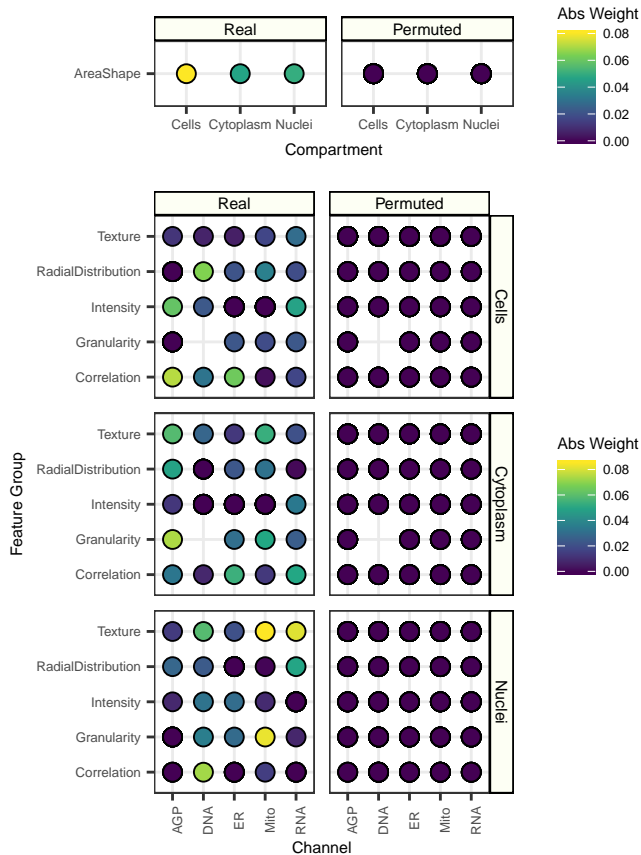 Real Permuted
AreaShape
Cells Cytoplasm Nuclei Cells Cytoplasm Nuclei
Compartment
Abs Weight
0.08
0.06
0.04
0.02
0.00
Real Permuted
Feature Group
Texture
RadialDistribution
Intensity
Granularity
Correlation
Cells
Texture
RadialDistribution
Intensity
Granularity
Correlation
Cytoplasm
Texture
RadialDistribution
Intensity
Granularity
Correlation
Nuclei
AGP DNA ER Mito RNA AGP DNA ER Mito RNA
Channel
Abs Weight
0.08
0.06
0.04
0.02
0.00